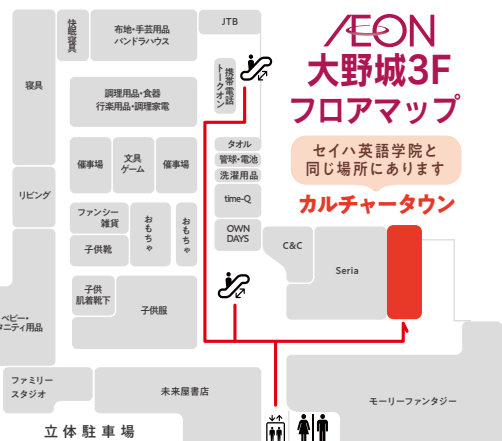 ÆON
大野城3F
フロアマップ
セイハ英語学院と
同じ場所にあります
カルチャータウン
快眠寝具
布地・手芸用品
パンドラハウス
JTB
寝具
調理用品・食器
行楽用品・調理家電
携帯電話
トークオン
催事場
文具
ゲーム
催事場
タオル
管球・電池
洗濯用品
time-Q
リビング
ファンシー
雑貨
子供靴
おもちゃ
おもちゃ
OWN
DAYS
C&C
Seria
ベビー・
タニティ用品
子供
肌着靴下
子供服
ファミリー
スタジオ
未来屋書店
モーリーファンタジー
立体駐車場